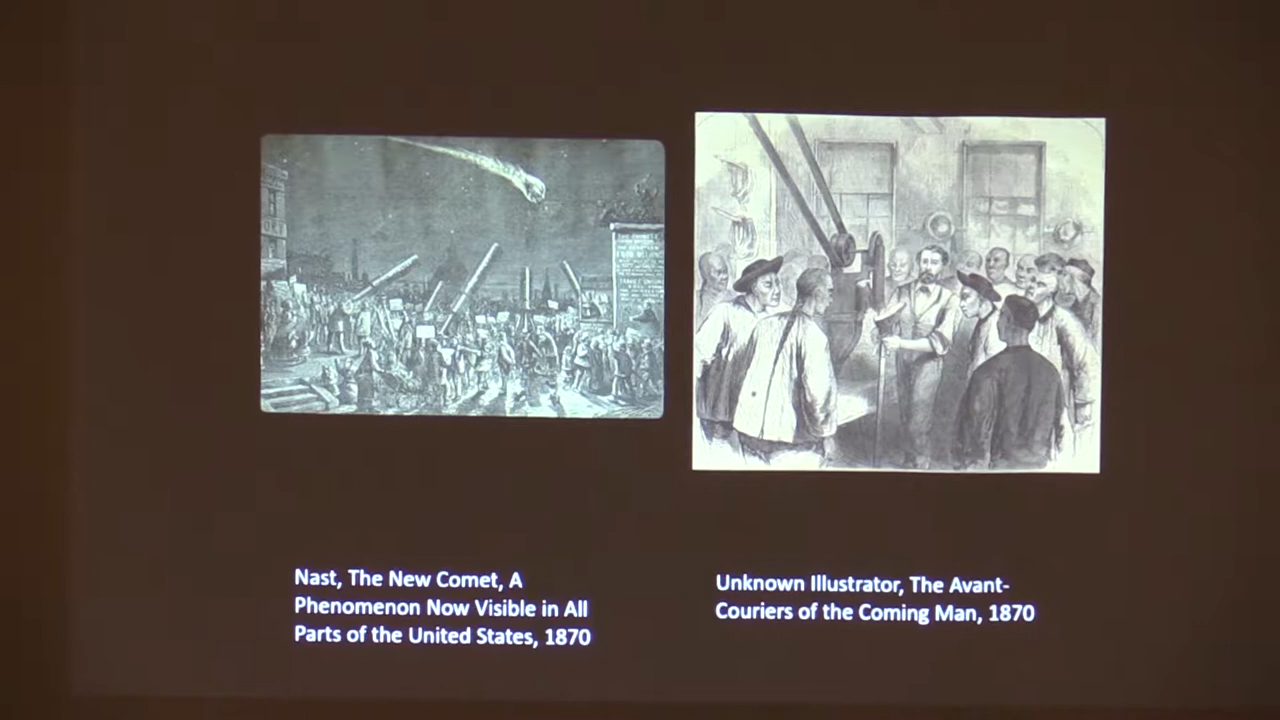 Nast, The New Comet, A
Phenomenon Now Visible in All
Parts of the United States, 1870
Unknown Illustrator, The Avant-
Couriers of the Coming Man, 1870